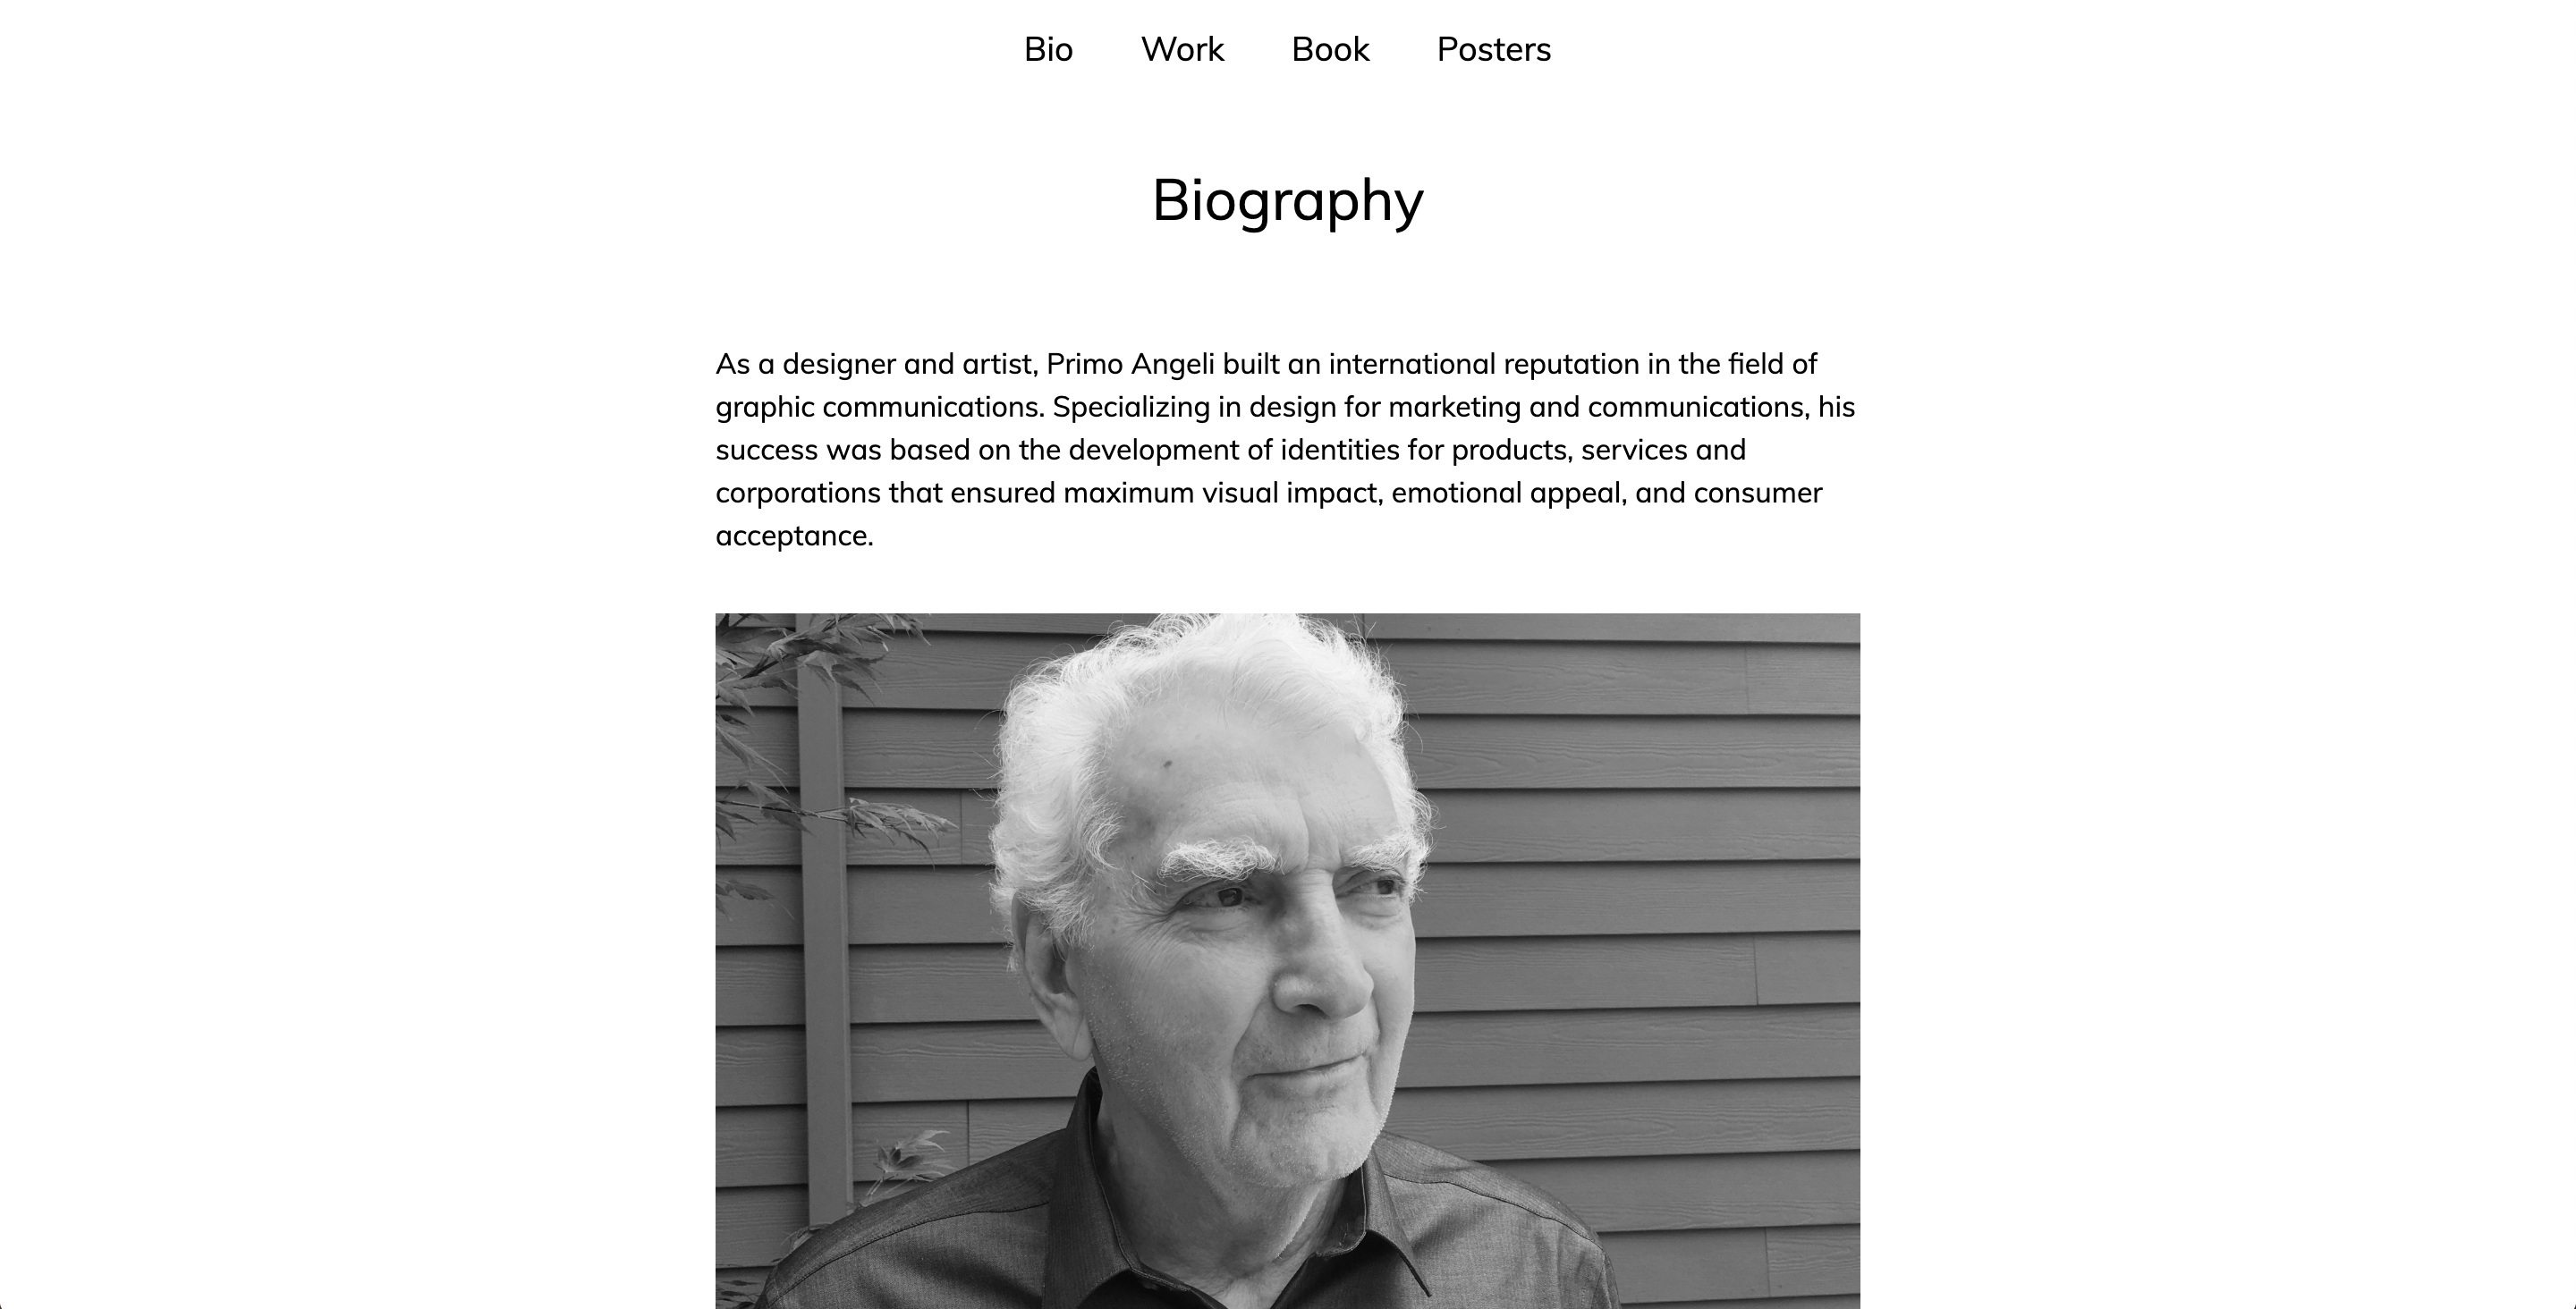 Bio Work Book Posters
Biography
As a designer and artist, Primo Angeli built an international reputation in the field of
graphic communications. Specializing in design for marketing and communications, his
success was based on the development of identities for products, services and
corporations that ensured maximum visual impact, emotional appeal, and consumer
acceptance.